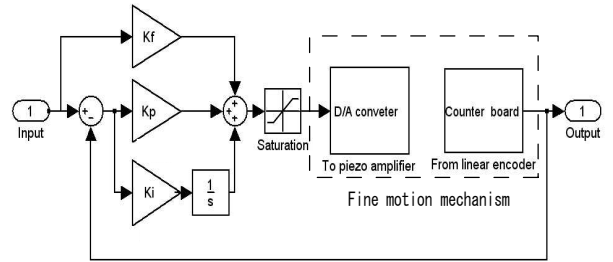 Kf
1
Input
+
−
Kp
+
+
+
Ki
1
s
Saturation
D/A conveter
To piezo amplifier
Counter board
From linear encoder
1
Output
Fine motion mechanism